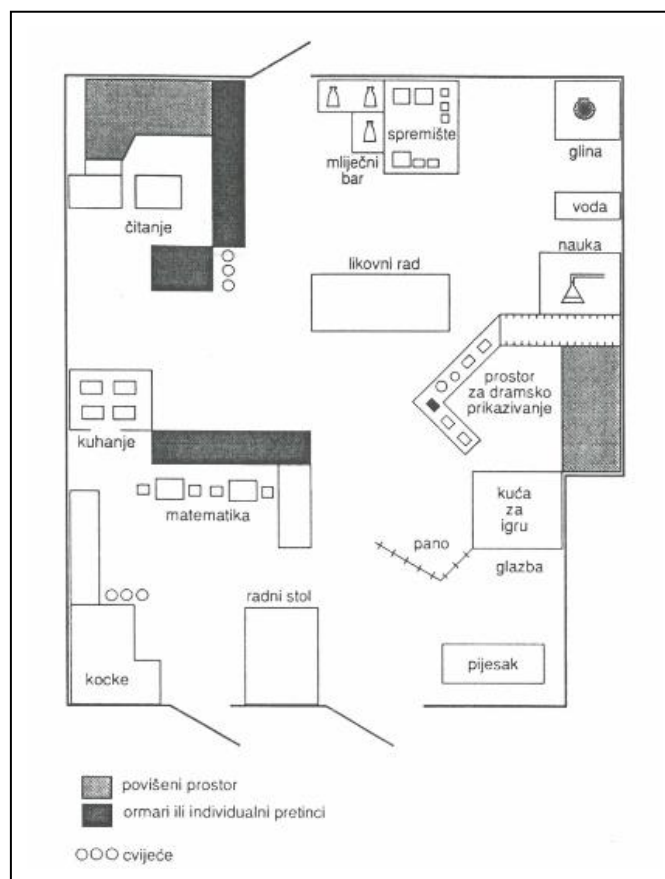 spremište
mliječni
bar
glina
voda
nauka
čitanje
likovni rad
prostor
za dramsko
prikazivanje
kuhanje
matematika
kuća
za
igru
pano
glazba
radni stol
pijesak
kocke
povišeni prostor
ormari ili individualni pretinci
cvijeće